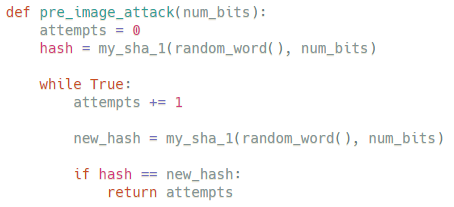 def pre_image_attack(num_bits):
    attempts = 0
    hash = my_sha_1(random_word(), num_bits)

    while True:
        attempts += 1

        new_hash = my_sha_1(random_word(), num_bits)

        if hash == new_hash:
            return attempts